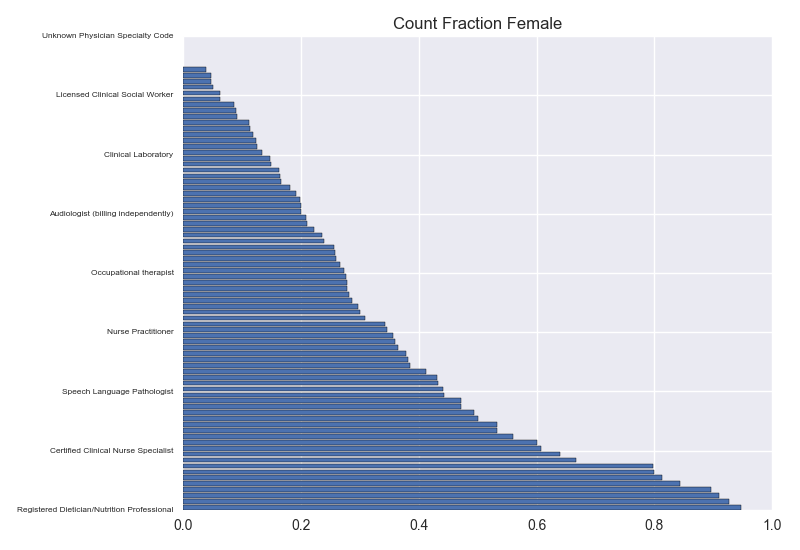 Count Fraction Female
Unknown Physician Specialty Code
Licensed Clinical Social Worker
Clinical Laboratory
Audiologist (billing independently)
Occupational therapist
Nurse Practitioner
Speech Language Pathologist
Certified Clinical Nurse Specialist
Registered Dietician/Nutrition Professional
0.0 0.2 0.4 0.6 0.8 1.0